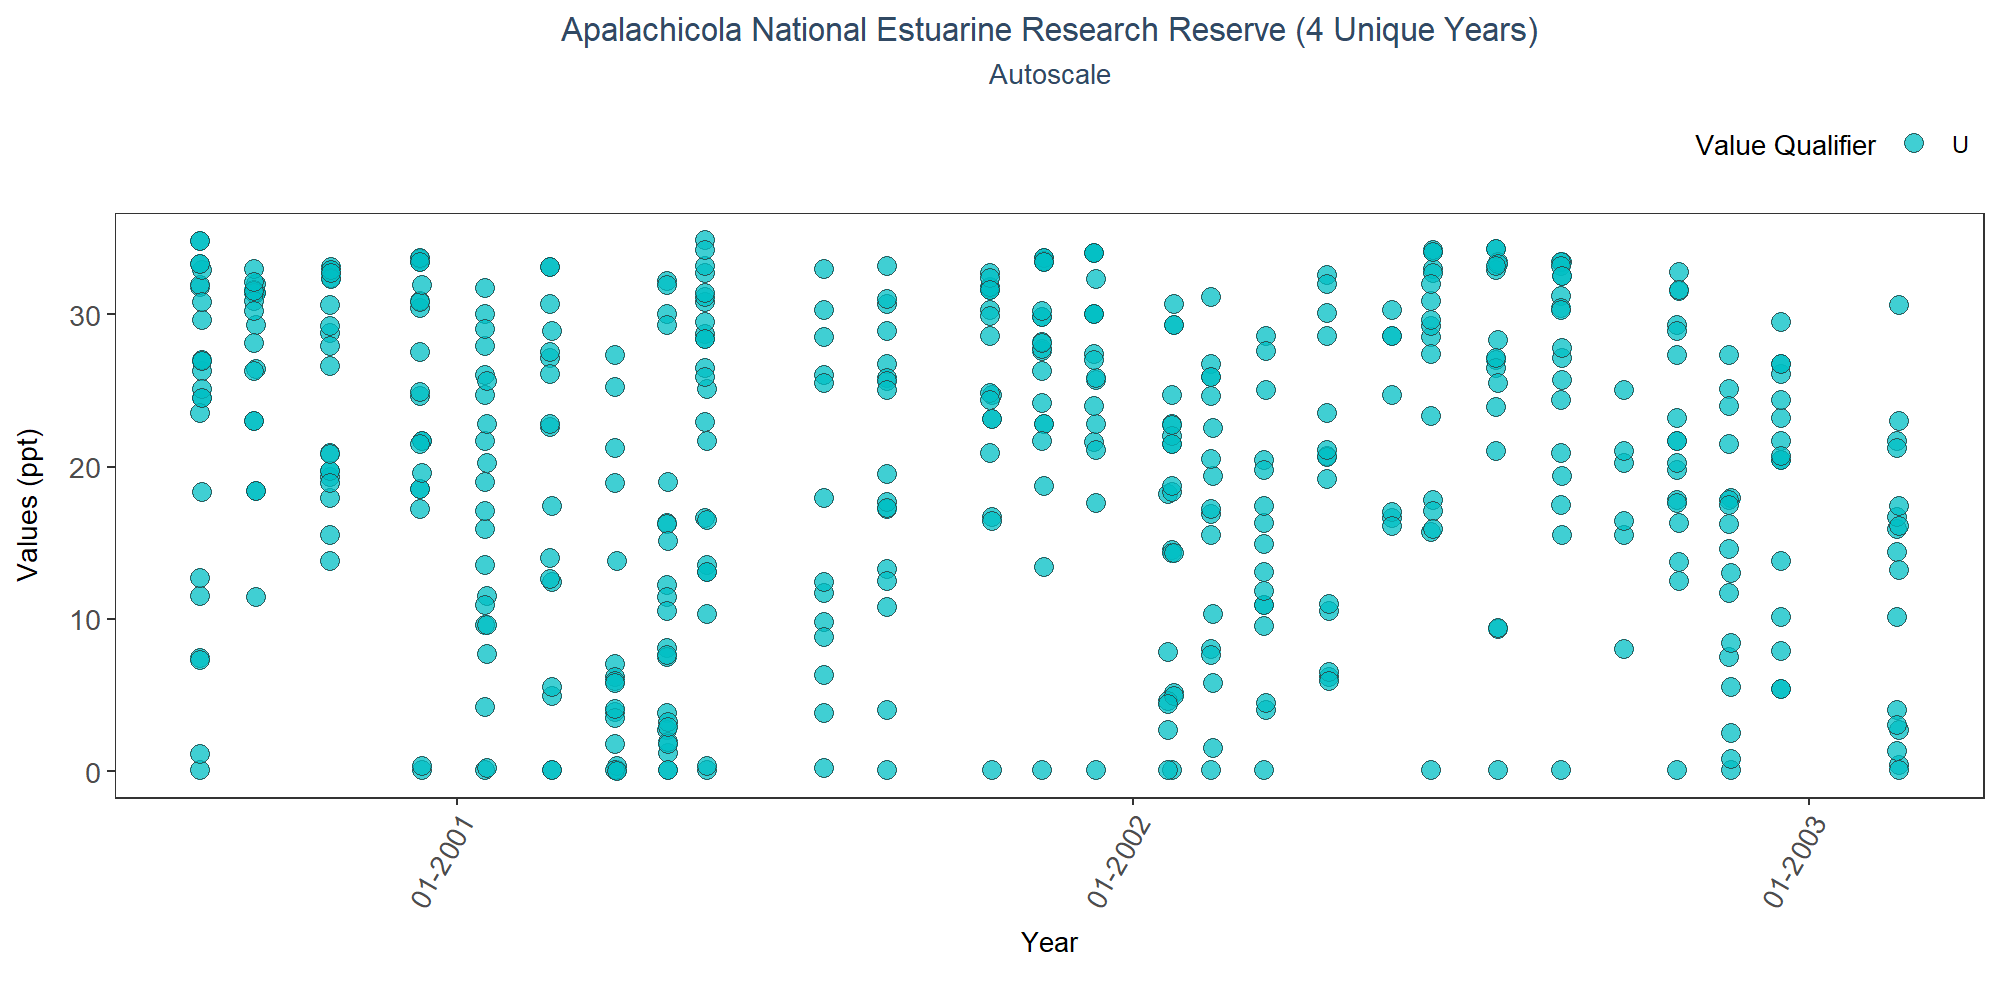 Apalachicola National Estuarine Research Reserve (4 Unique Years)
Autoscale
Value Qualifier U
Values (ppt)
30
20
10
0
01-2001
01-2002
01-2003
Year